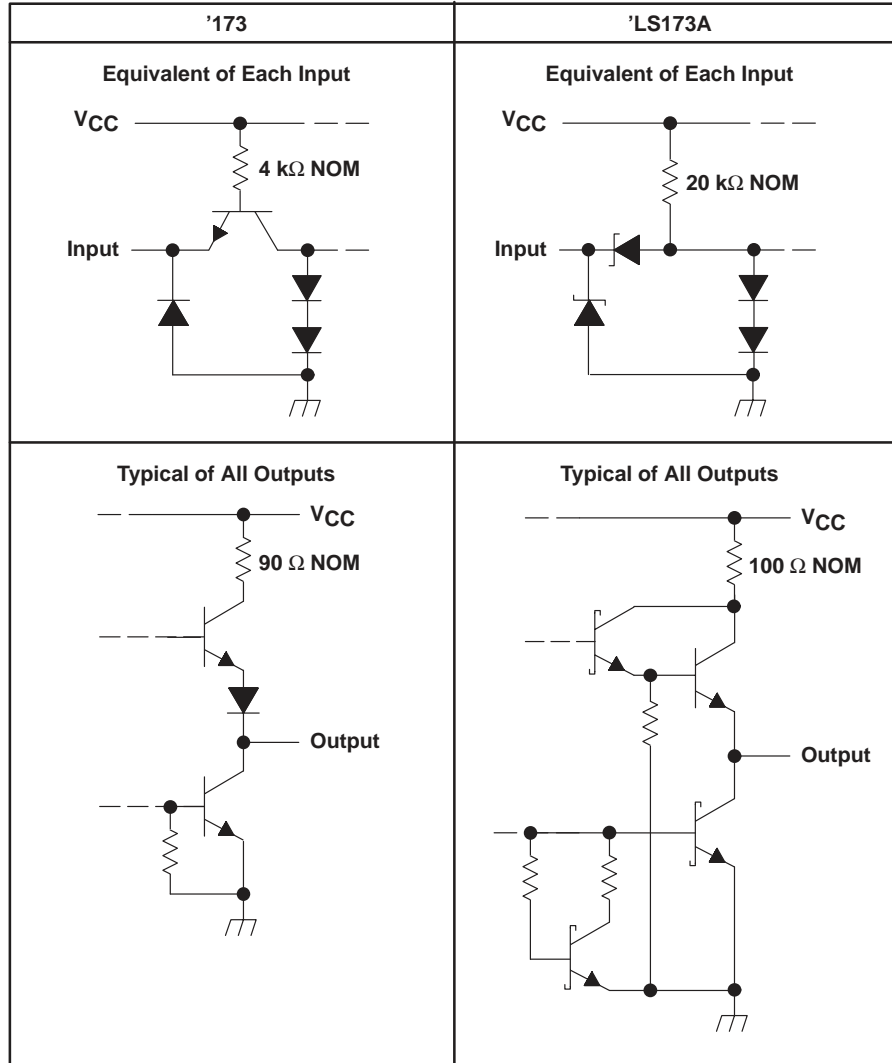 ’173
Equivalent of Each Input
VCC
4 kΩ NOM
Input
’LS173A
Equivalent of Each Input
VCC
20 kΩ NOM
Input
Typical of All Outputs
VCC
90 Ω NOM
Output
Typical of All Outputs
VCC
100 Ω NOM
Output